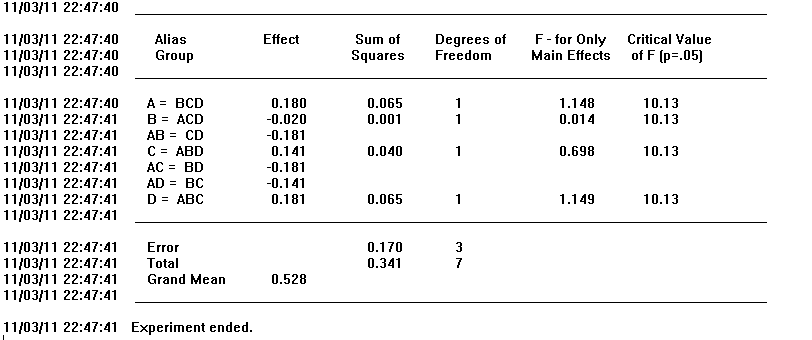 11/03/11 22:47:40
11/03/11 22:47:40 Alias Effect Sum of Degrees of F - for Only Critical Value
11/03/11 22:47:40 Group Squares Freedom Main Effects of F (p=.05)
11/03/11 22:47:40
11/03/11 22:47:40 A = BCD 0.180 0.065 1 1.148 10.13
11/03/11 22:47:41 B = ACD -0.020 0.001 1 0.014 10.13
11/03/11 22:47:41 AB = CD -0.181
11/03/11 22:47:41 C = ABD 0.141 0.040 1 0.698 10.13
11/03/11 22:47:41 AC = BD -0.181
11/03/11 22:47:41 AD = BC -0.141
11/03/11 22:47:41 D = ABC 0.181 0.065 1 1.149 10.13
11/03/11 22:47:41
11/03/11 22:47:41 Error 0.170 3
11/03/11 22:47:41 Total 0.341 7
11/03/11 22:47:41 Grand Mean 0.528
11/03/11 22:47:41
11/03/11 22:47:41 Experiment ended.